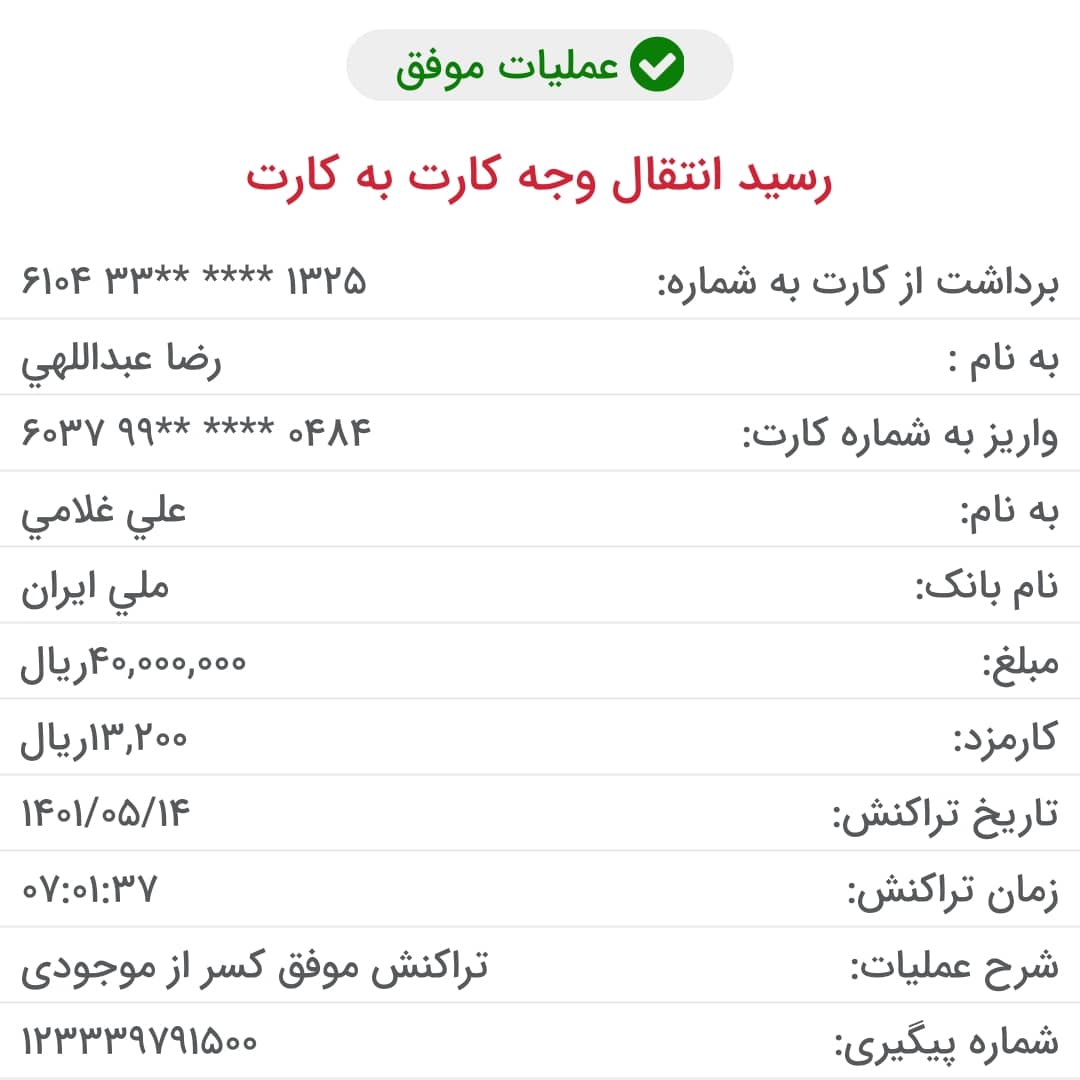 عملیات موفق
رسید انتقال وجه کارت به کارت
برداشت از کارت به شماره: ۶۱۰۴ ۳۳** **** ۱۳۲۵
به نام : رضا عبداللهي
واریز به شماره کارت: ۶۰۳۷ ۹۹** **** ۰۴۸۴
به نام: علي غلامي
نام بانک: ملي ايران
مبلغ: ۴۰,۰۰۰,۰۰۰ریال
کارمزد: ۱۳,۲۰۰ریال
تاریخ تراکنش: ۱۴۰۱/۰۵/۱۴
زمان تراکنش: ۰۷:۰۱:۳۷
شرح عملیات: تراکنش موفق کسر از موجودی
شماره پیگیری: ۱۲۳۳۳۹۷۹۱۵۰۰